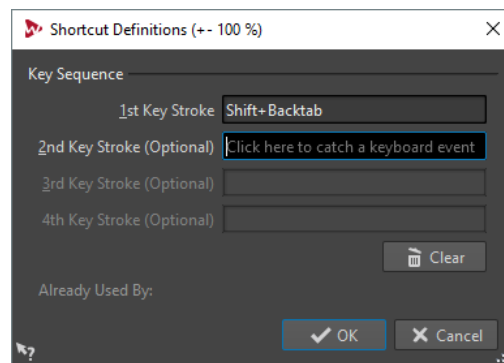 Shortcut Definitions (+- 100 %)
Key Sequence
1st Key Stroke Shift+Backtab
2nd Key Stroke (Optional) Click here to catch a keyboard event
3rd Key Stroke (Optional)
4th Key Stroke (Optional)
Clear
Already Used By:
OK Cancel